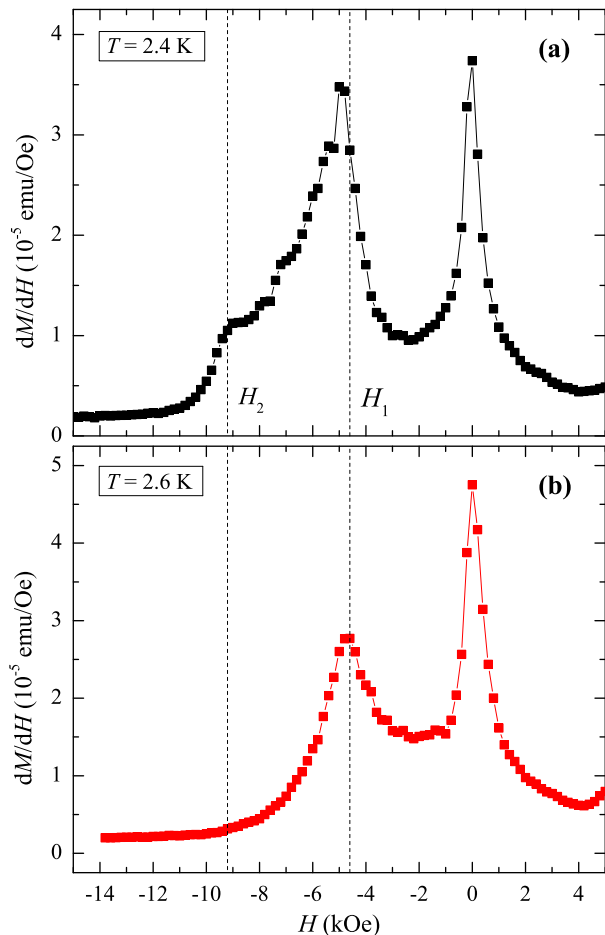 T = 2.4 K
(a)
4
3
2
1
0
dM/dH (10⁻⁵ emu/Oe)
H₂
H₁
T = 2.6 K
(b)
5
4
3
2
1
0
dM/dH (10⁻⁵ emu/Oe)
-14 -12 -10 -8 -6 -4 -2 0 2 4
H (kOe)